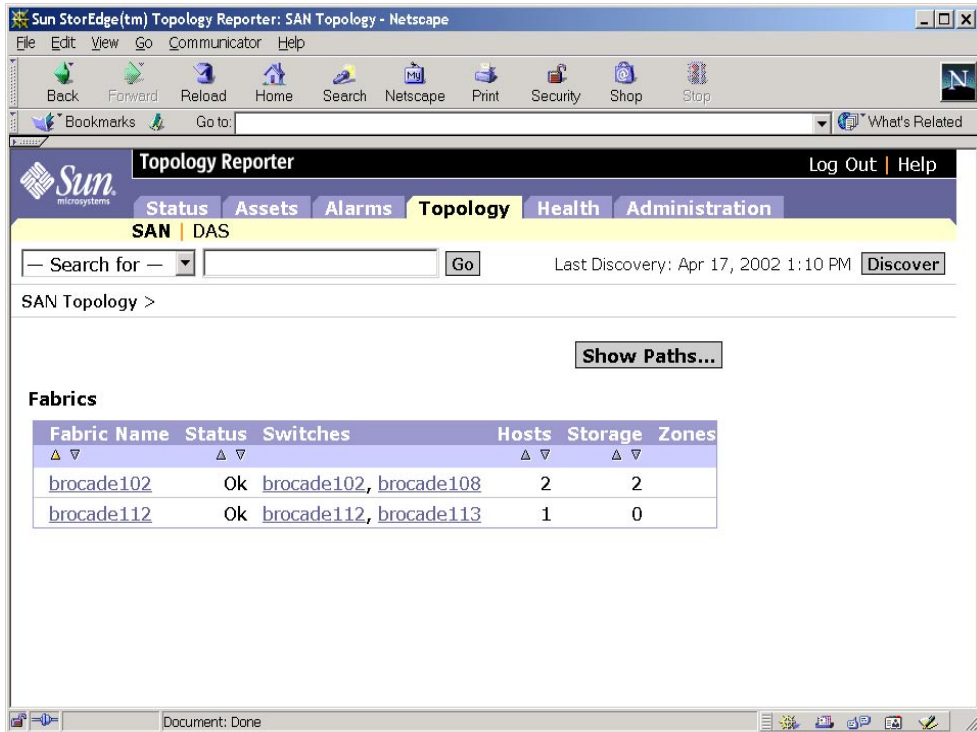 Sun StorEdge(tm) Topology Reporter: SAN Topology - Netscape
File Edit View Go Communicator Help
My
N
Back Forward Reload Home Search Netscape Print Security Shop Stop
Bookmarks Go to: What's Related
Topology Reporter Log Out | Help
Sun
microsystems
Status Assets Alarms Topology Health Administration
SAN | DAS
— Search for — Go Last Discovery: Apr 17, 2002 1:10 PM Discover
SAN Topology >
Show Paths...
Fabrics
Fabric Name Status Switches Hosts Storage Zones
brocade102 Ok brocade102, brocade108 2 2
brocade112 Ok brocade112, brocade113 1 0
Document: Done